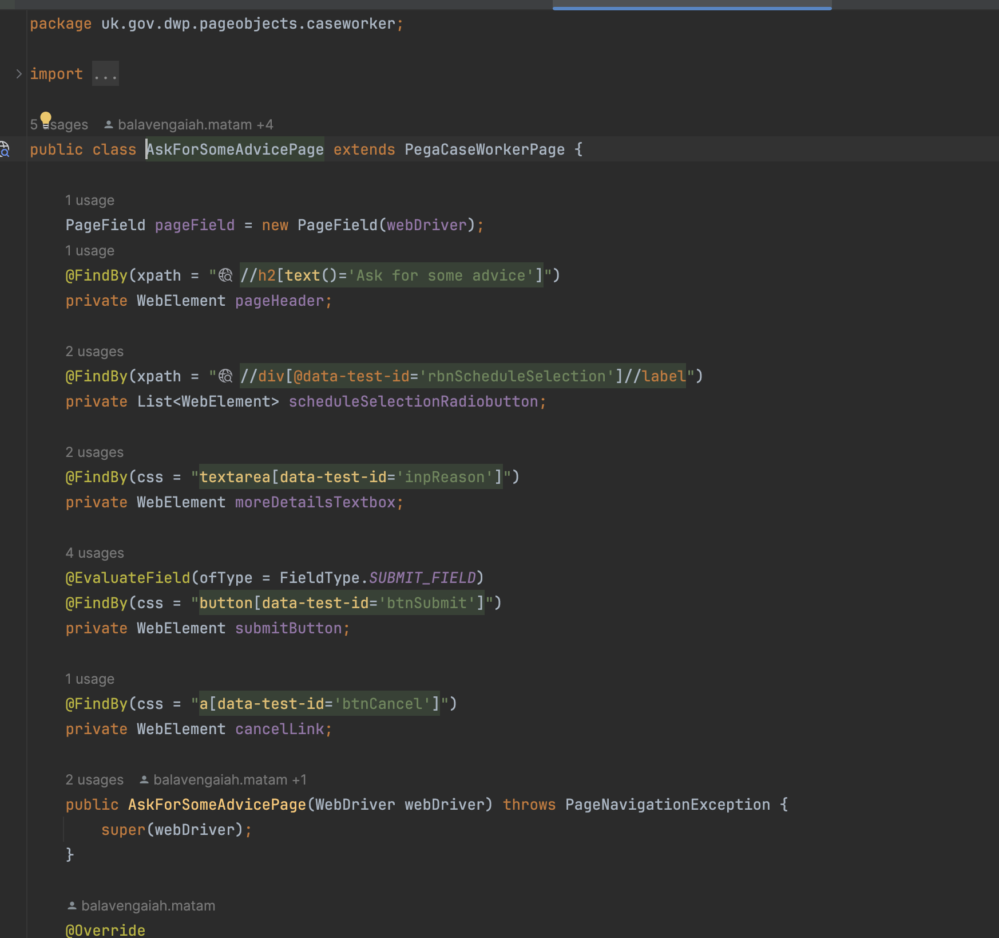 package uk.gov.dwp.pageobjects.caseworker;
import ...
5 usages balavengaiah.matam +4
public class AskForSomeAdvicePage extends PegaCaseWorkerPage {
1 usage
PageField pageField = new PageField(webDriver);
1 usage
@FindBy(xpath = "//h2[text()='Ask for some advice']")
private WebElement pageHeader;
2 usages
@FindBy(xpath = "//div[@data-test-id='rbnScheduleSelection']//label")
private List<WebElement> scheduleSelectionRadiobutton;
2 usages
@FindBy(css = "textarea[data-test-id='inpReason']")
private WebElement moreDetailsTextbox;
4 usages
@EvaluateField(ofType = FieldType.SUBMIT_FIELD)
@FindBy(css = "button[data-test-id='btnSubmit']")
private WebElement submitButton;
1 usage
@FindBy(css = "a[data-test-id='btnCancel']")
private WebElement cancelLink;
2 usages balavengaiah.matam +1
public AskForSomeAdvicePage(WebDriver webDriver) throws PageNavigationException {
super(webDriver);
}
balavengaiah.matam
@Override